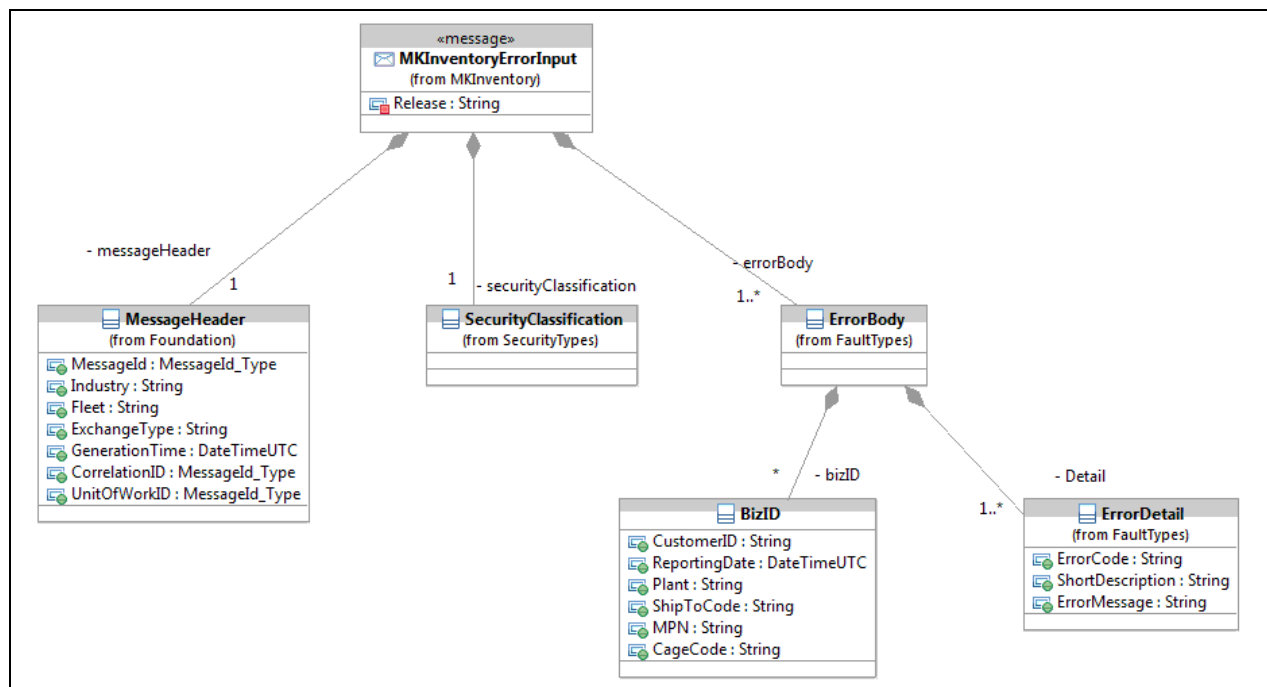 «message»
MKInventoryErrorInput
(from MKInventory)
Release : String
- messageHeader
1
1
- securityClassification
- errorBody
1..*
MessageHeader
(from Foundation)
MessageId : MessageId_Type
Industry : String
Fleet : String
ExchangeType : String
GenerationTime : DateTimeUTC
CorrelationID : MessageId_Type
UnitOfWorkID : MessageId_Type
SecurityClassification
(from SecurityTypes)
ErrorBody
(from FaultTypes)
*
- bizID
- Detail
1..*
BizID
CustomerID : String
ReportingDate : DateTimeUTC
Plant : String
ShipToCode : String
MPN : String
CageCode : String
ErrorDetail
(from FaultTypes)
ErrorCode : String
ShortDescription : String
ErrorMessage : String